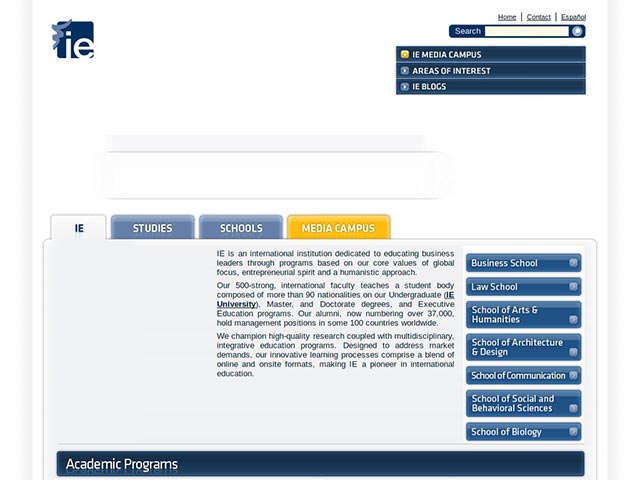 Home | Contact | Español
ie
Search
IE MEDIA CAMPUS
AREAS OF INTEREST
IE BLOGS
IE STUDIES SCHOOLS MEDIA CAMPUS
IE is an international institution dedicated to educating business
leaders through programs based on our core values of global
focus, entrepreneurial spirit and a humanistic approach.
Our 500-strong, international faculty teaches a student body
composed of more than 90 nationalities on our Undergraduate (IE
University), Master, and Doctorate degrees, and Executive
Education programs. Our alumni, now numbering over 37,000,
hold management positions in some 100 countries worldwide.
We champion high-quality research coupled with multidisciplinary,
integrative education programs. Designed to address market
demands, our innovative learning processes comprise a blend of
online and onsite formats, making IE a pioneer in international
education.
Business School
Law School
School of Arts &
Humanities
School of Architecture
& Design
School of Communication
School of Social and
Behavioral Sciences
School of Biology
Academic Programs